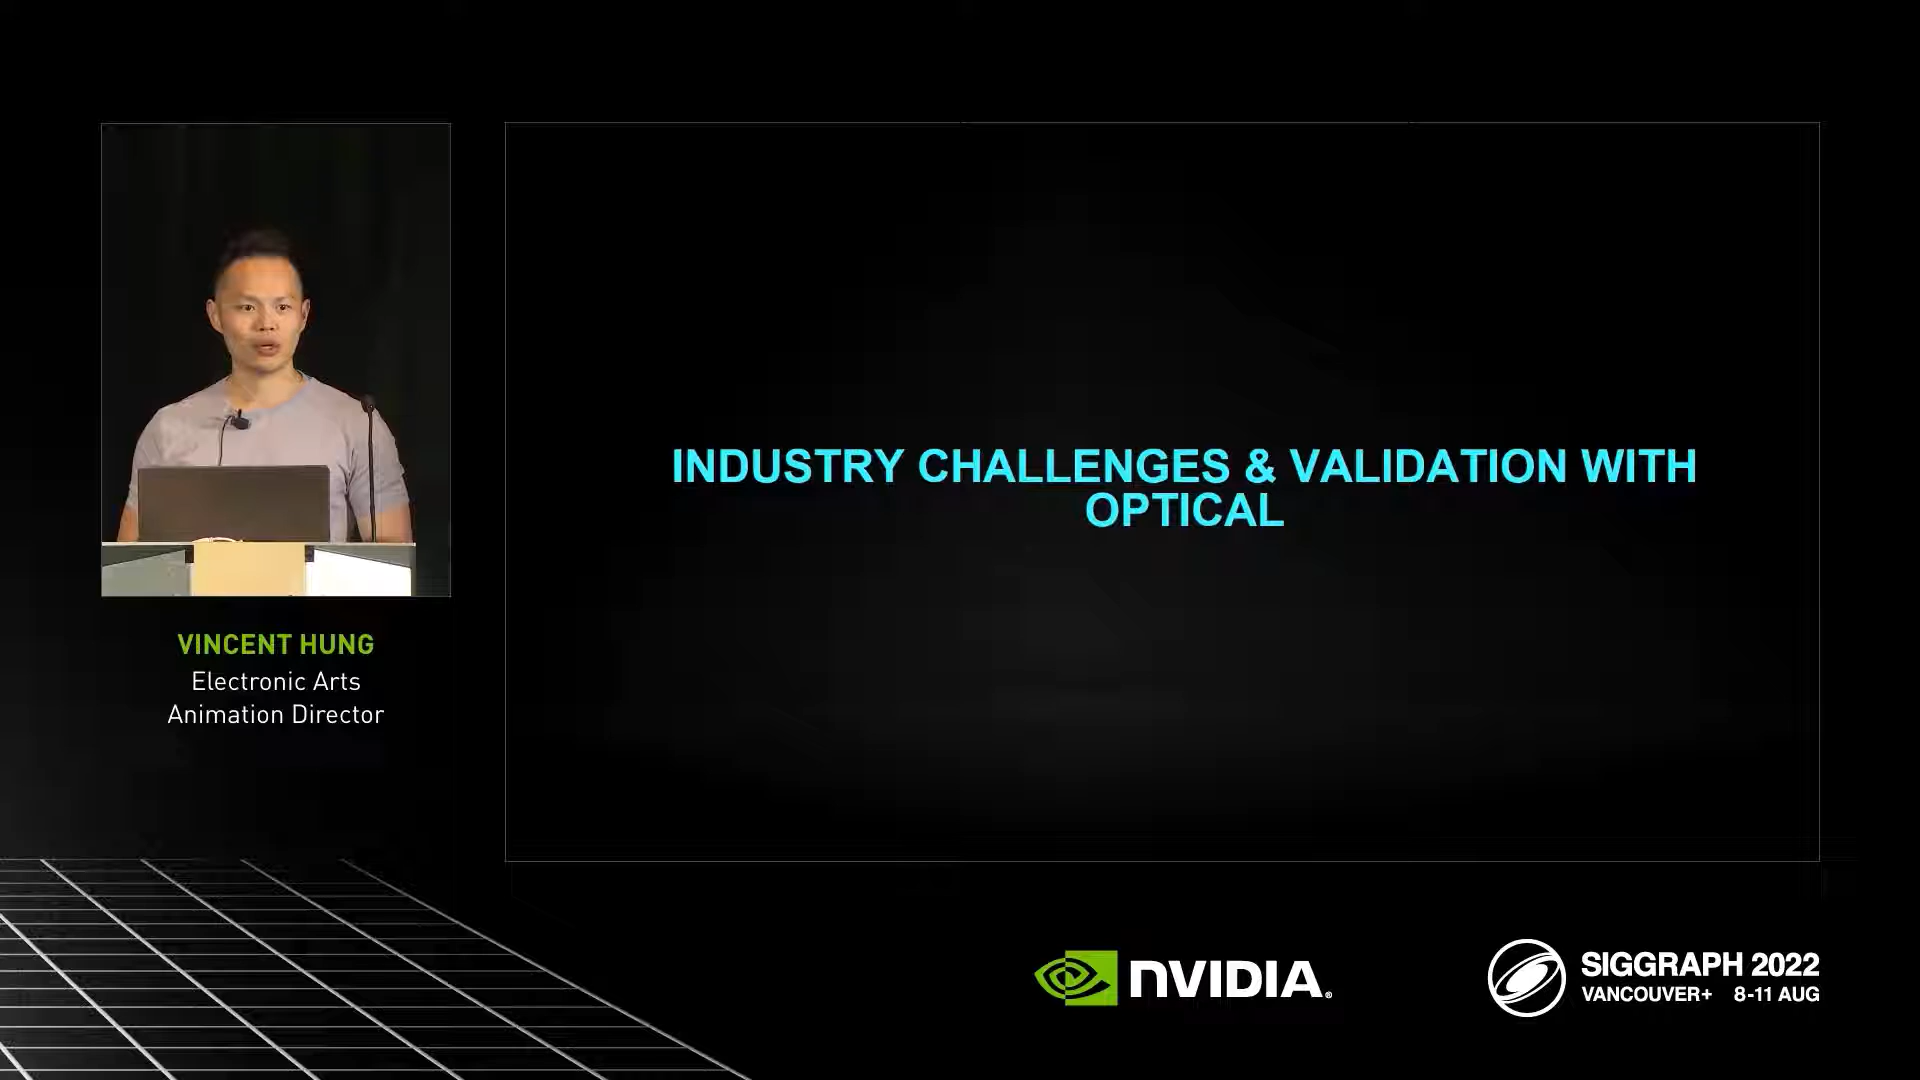 INDUSTRY CHALLENGES & VALIDATION WITH
OPTICAL
VINCENT HUNG
Electronic Arts
Animation Director
NVIDIA.
SIGGRAPH 2022
VANCOUVER+ 8-11 AUG